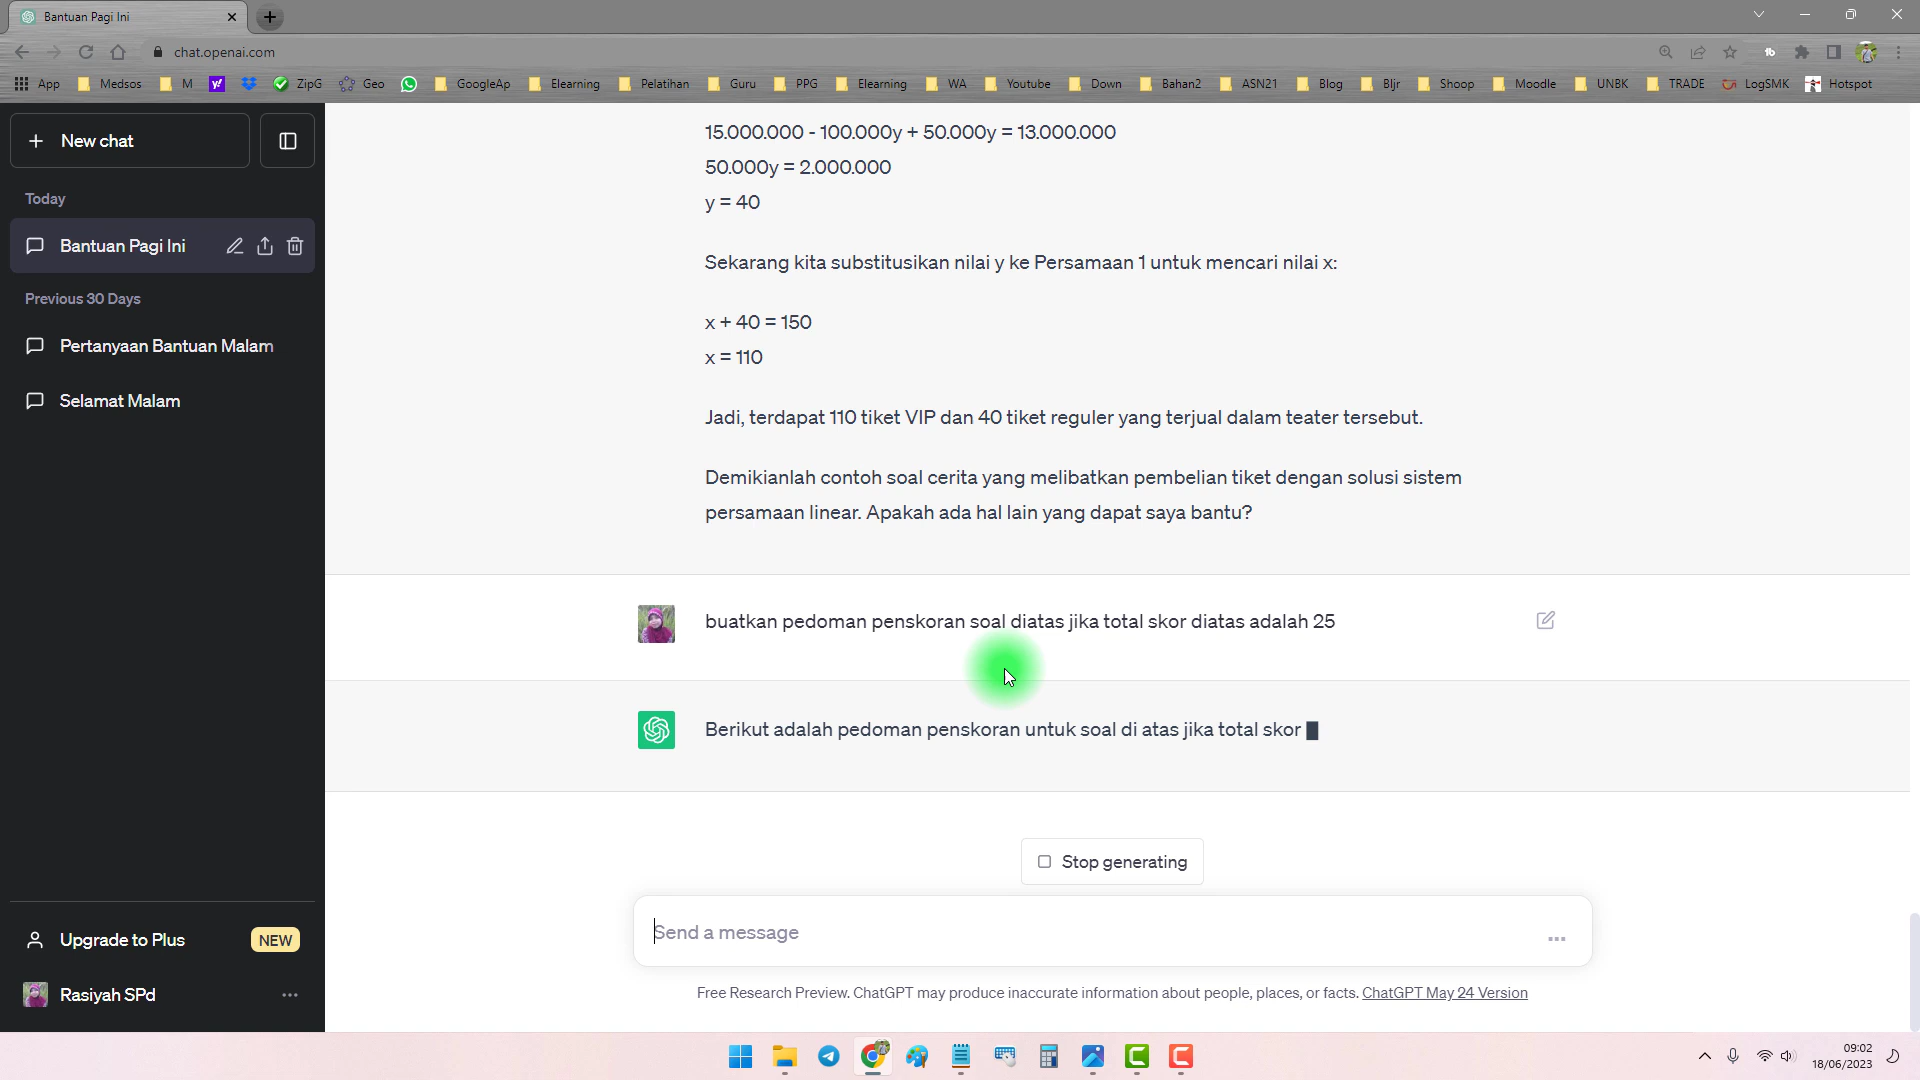 Bantuan Pagi Ini
chat.openai.com
App Medsos M ZipG Geo GoogleAp Elearning Pelatihan Guru PPG Elearning WA Youtube Down Bahan2 ASN21 Blog Bljr Shoop Moodle UNBK TRADE LogSMK Hotspot
New chat
Today
Bantuan Pagi Ini
Previous 30 Days
Pertanyaan Bantuan Malam
Selamat Malam
Upgrade to Plus NEW
Rasiyah SPd
15.000.000 - 100.000y + 50.000y = 13.000.000
50.000y = 2.000.000
y = 40
Sekarang kita substitusikan nilai y ke Persamaan 1 untuk mencari nilai x:
x + 40 = 150
x = 110
Jadi, terdapat 110 tiket VIP dan 40 tiket reguler yang terjual dalam teater tersebut.
Demikianlah contoh soal cerita yang melibatkan pembelian tiket dengan solusi sistem
persamaan linear. Apakah ada hal lain yang dapat saya bantu?
buatkan pedoman penskoran soal diatas jika total skor diatas adalah 25
Berikut adalah pedoman penskoran untuk soal di atas jika total skor
Stop generating
Send a message
Free Research Preview. ChatGPT may produce inaccurate information about people, places, or facts. ChatGPT May 24 Version
09:02
18/06/2023